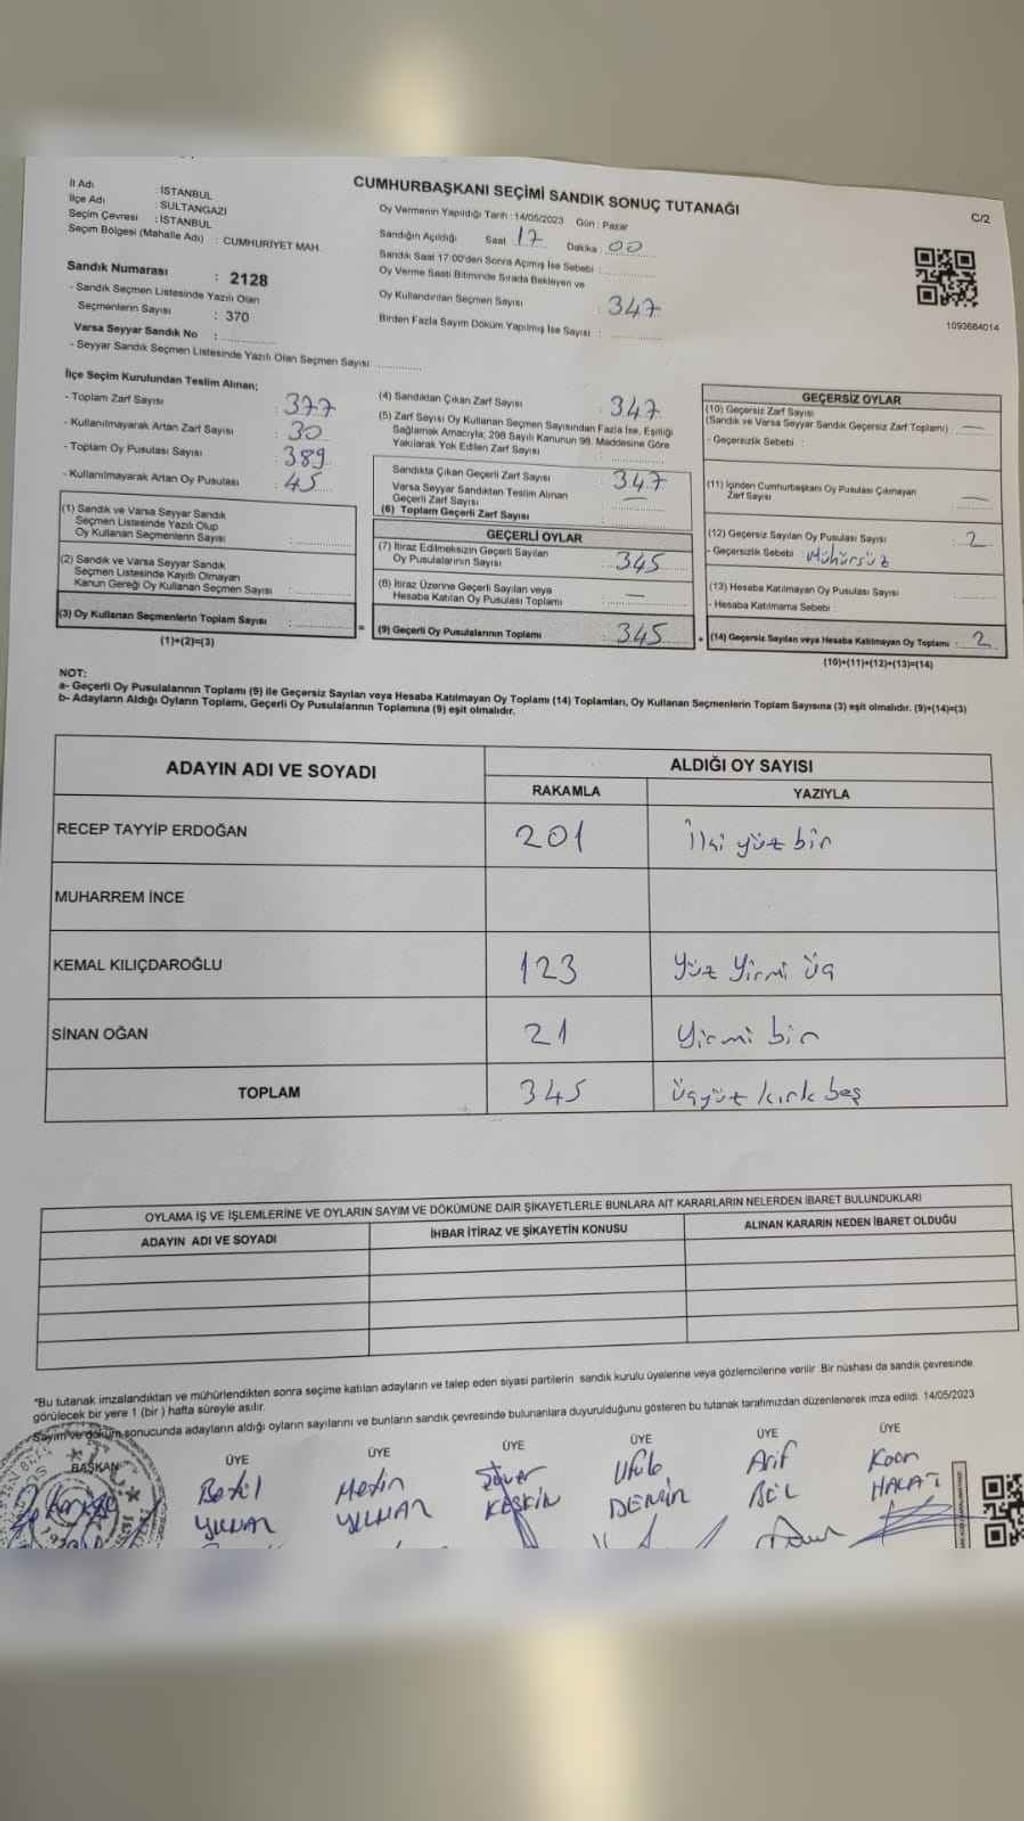 CUMHURBAŞKANI SEÇİMİ SANDIK SONUÇ TUTANAĞI
C/2
İl Adı : İSTANBUL
İlçe Adı : SULTANGAZİ
Seçim Çevresi : İSTANBUL
Seçim Bölgesi (Mahalle Adı) : CUMHURİYET MAH.
Sandık Numarası : 2128
- Sandık Seçmen Listesinde Yazılı Olan
Seçmenlerin Sayısı : 370
Varsa Seyyar Sandık No :
- Seyyar Sandık Seçmen Listesinde Yazılı Olan Seçmen Sayısı
Oy Vermenin Yapıldığı Tarih : 14/05/2023 Gün : Pazar
Sandığın Açıldığı Saat 17 Dakika : 00
Sandık Saat 17:00'den Sonra Açımış İse Sebebi :
Oy Verme Saati Bitiminde Sırada Bekleyen ve
Oy Kullandırılan Seçmen Sayısı : 347
Birden Fazla Sayım Döküm Yapılmış İse Sayısı :
1093664014
İlçe Seçim Kurulundan Teslim Alınan;
- Toplam Zarf Sayısı : 377
- Kullanılmayarak Artan Zarf Sayısı : 30
- Toplam Oy Pusulası Sayısı : 389
- Kullanılmayarak Artan Oy Pusulası : 45
(1) Sandık ve Varsa Seyyar Sandık
Seçmen Listesinde Yazılı Olup
Oy Kullanan Seçmenlerin Sayısı :
(2) Sandık ve Varsa Seyyar Sandık
Seçmen Listesinde Kayıtlı Olmayan
Kanun Gereği Oy Kullanan Seçmen Sayısı :
(3) Oy Kullanan Seçmenlerin Toplam Sayısı :
(1)+(2)=(3)
(4) Sandıktan Çıkan Zarf Sayısı : 347
(5) Zarf Sayısı Oy Kullanan Seçmen Sayısından Fazla İse, Eşitliği
Sağlamak Amacıyla; 298 Sayılı Kanunun 98. Maddesine Göre
Yakılarak Yok Edilen Zarf Sayısı :
Sandıkta Çıkan Geçerli Zarf Sayısı : 347
Varsa Seyyar Sandıktan Teslim Alınan
Geçerli Zarf Sayısı : —
(6) Toplam Geçerli Zarf Sayısı :
GEÇERLİ OYLAR
(7) İtiraz Edilmeksizin Geçerli Sayılan
Oy Pusulalarının Sayısı : 345
(8) İtiraz Üzerine Geçerli Sayılan veya
Hesaba Katılan Oy Pusulası Toplamı : —
= (9) Geçerli Oy Pusulalarının Toplamı : 345
GEÇERSİZ OYLAR
(10) Geçersiz Zarf Sayısı
(Sandık ve Varsa Seyyar Sandık Geçersiz Zarf Toplamı) : —
- Geçersizlik Sebebi :
(11) İçinden Cumhurbaşkanı Oy Pusulası Çıkmayan
Zarf Sayısı : —
(12) Geçersiz Sayılan Oy Pusulası Sayısı : 2
- Geçersizlik Sebebi : Mühürsüz
(13) Hesaba Katılmayan Oy Pusulası Sayısı :
- Hesaba Katılmama Sebebi :
+ (14) Geçersiz Sayılan veya Hesaba Katılmayan Oy Toplamı : 2
(10)+(11)+(12)+(13)=(14)
NOT:
a- Geçerli Oy Pusulalarının Toplamı (9) ile Geçersiz Sayılan veya Hesaba Katılmayan Oy Toplamı (14) Toplamları, Oy Kullanan Seçmenlerin Toplam Sayısına (3) eşit olmalıdır. (9)+(14)=(3)
b- Adayların Aldığı Oyların Toplamı, Geçerli Oy Pusulalarının Toplamına (9) eşit olmalıdır.
ADAYIN ADI VE SOYADI ALDIĞI OY SAYISI
RAKAMLA YAZIYLA
RECEP TAYYİP ERDOĞAN 201 İki yüz bir
MUHARREM İNCE
KEMAL KILIÇDAROĞLU 123 Yüz Yirmi üç
SİNAN OĞAN 21 Yirmi bir
TOPLAM 345 üçyüz kırk beş
OYLAMA İŞ VE İŞLEMLERİNE VE OYLARIN SAYIM VE DÖKÜMÜNE DAİR ŞİKAYETLERLE BUNLARA AİT KARARLARIN NELERDEN İBARET BULUNDUKLARI
ADAYIN ADI VE SOYADI İHBAR İTİRAZ VE ŞİKAYETİN KONUSU ALINAN KARARIN NEDEN İBARET OLDUĞU
"Bu tutanak imzalandıktan ve mühürlendikten sonra seçime katılan adayların ve talep eden siyasi partilerin sandık kurulu üyelerine veya gözlemcilerine verilir. Bir nüshası da sandık çevresinde
görülecek bir yere 1 (bir) hafta süreyle asılır.
Sayım ve döküm sonucunda adayların aldığı oyların sayılarını ve bunların sandık çevresinde bulunanlara duyurulduğunu gösteren bu tutanak tarafımızdan düzenlenerek imza edildi. 14/05/2023
BAŞKAN ÜYE ÜYE ÜYE ÜYE ÜYE ÜYE
Metin Ufuk Arif
KESKİN DEMİR HALAT